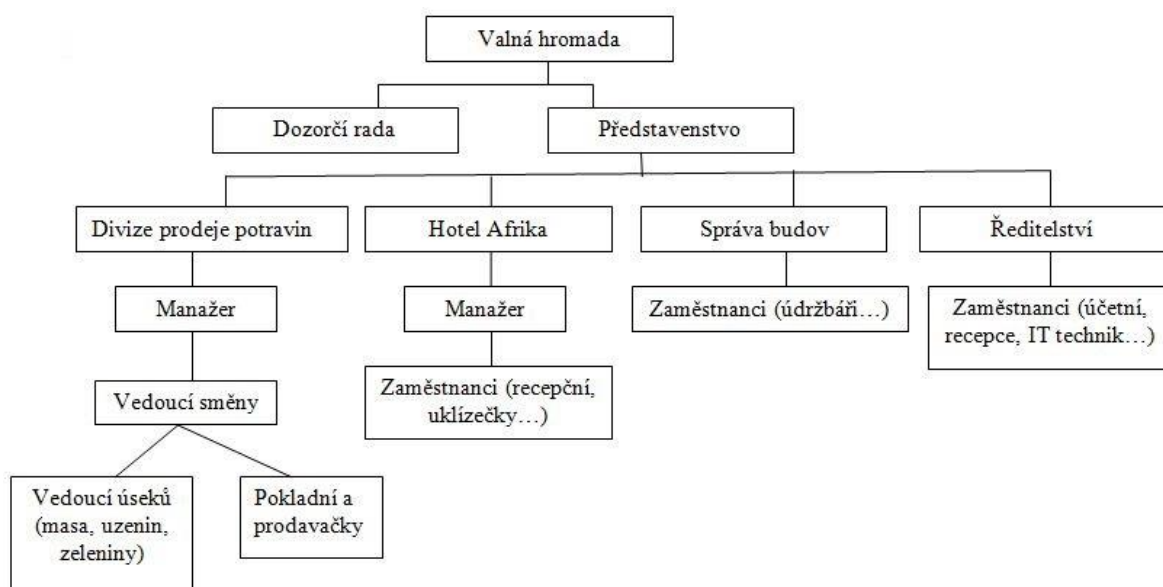 Valná hromada
Dozorčí rada
Představenstvo
Divize prodeje potravin
Hotel Afrika
Správa budov
Ředitelství
Manažer
Manažer
Zaměstnanci (údržbáři…)
Zaměstnanci (účetní,
recepce, IT technik…)
Vedoucí směny
Zaměstnanci (recepční,
uklízečky…)
Vedoucí úseků
(masa, uzenin,
zeleniny)
Pokladní a
prodavačky